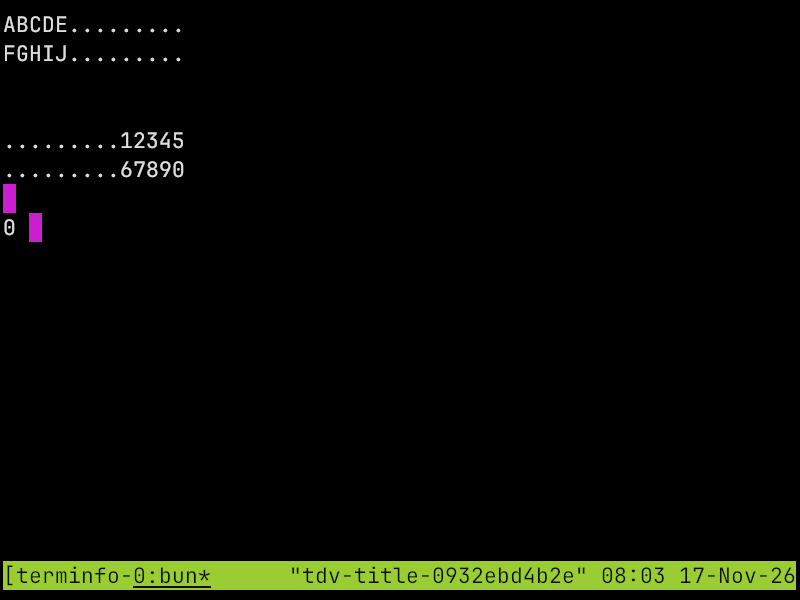 ABCDE.........
FGHIJ.........
.........12345
.........67890
0
[terminfo-0:bun*      "tdv-title-0932ebd4b2e" 08:03 17-Nov-26